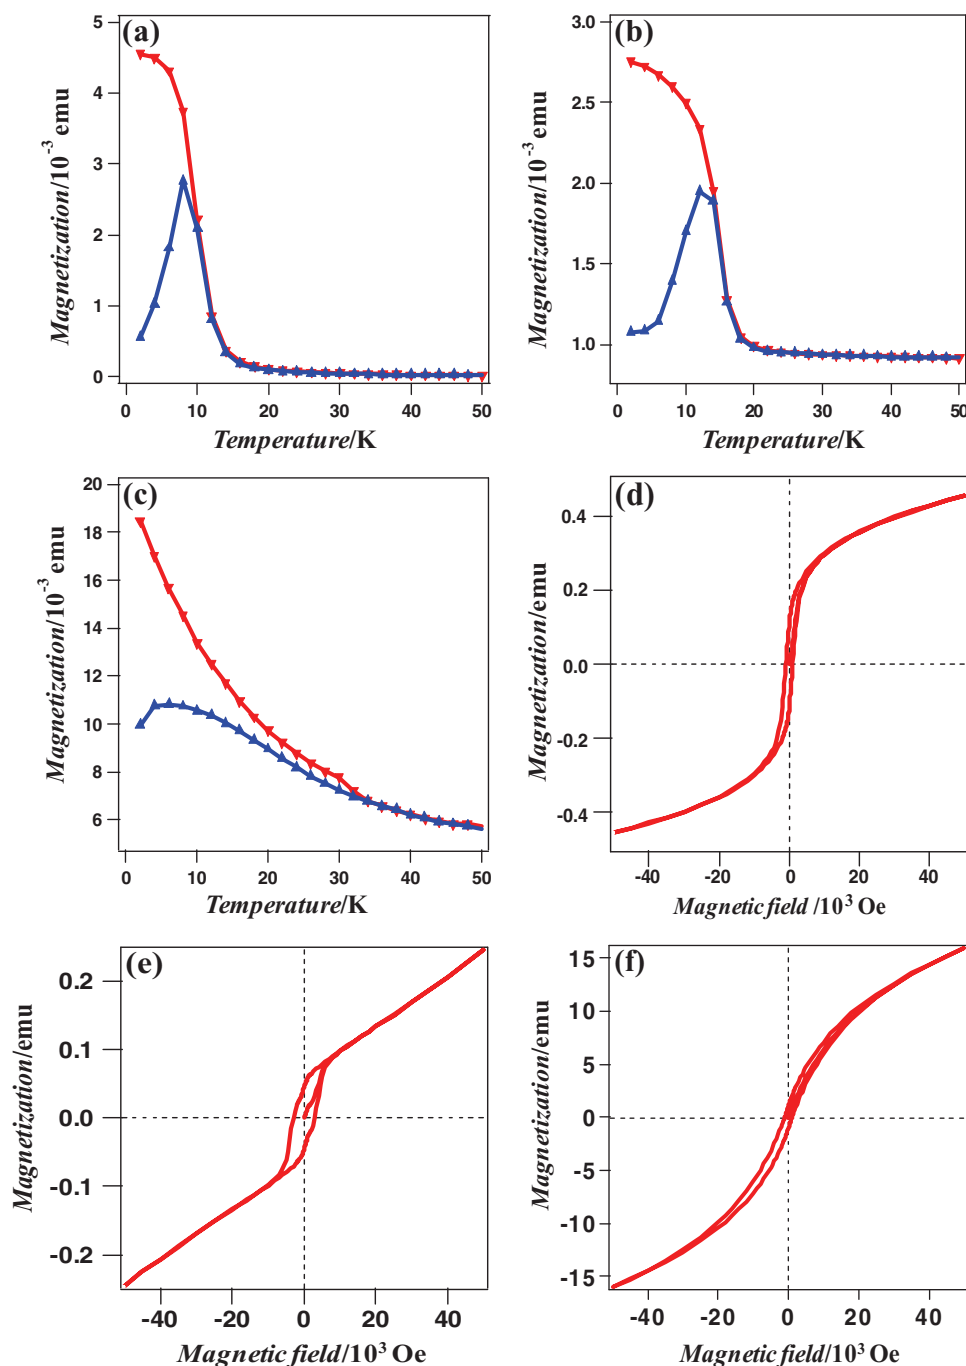 (a)
5
4
3
2
1
0
Magnetization/10⁻³ emu
0 10 20 30 40 50
Temperature/K
(b)
3.0
2.5
2.0
1.5
1.0
Magnetization/10⁻³ emu
0 10 20 30 40 50
Temperature/K
(c)
20
18
16
14
12
10
8
6
Magnetization/10⁻³ emu
0 10 20 30 40 50
Temperature/K
(d)
0.4
0.2
0.0
-0.2
-0.4
Magnetization/emu
-40 -20 0 20 40
Magnetic field /10³ Oe
(e)
0.2
0.1
0.0
-0.1
-0.2
Magnetization/emu
-40 -20 0 20 40
Magnetic field/10³ Oe
(f)
15
10
5
0
-5
-10
-15
Magnetization/emu
-40 -20 0 20 40
Magnetic field/10³ Oe